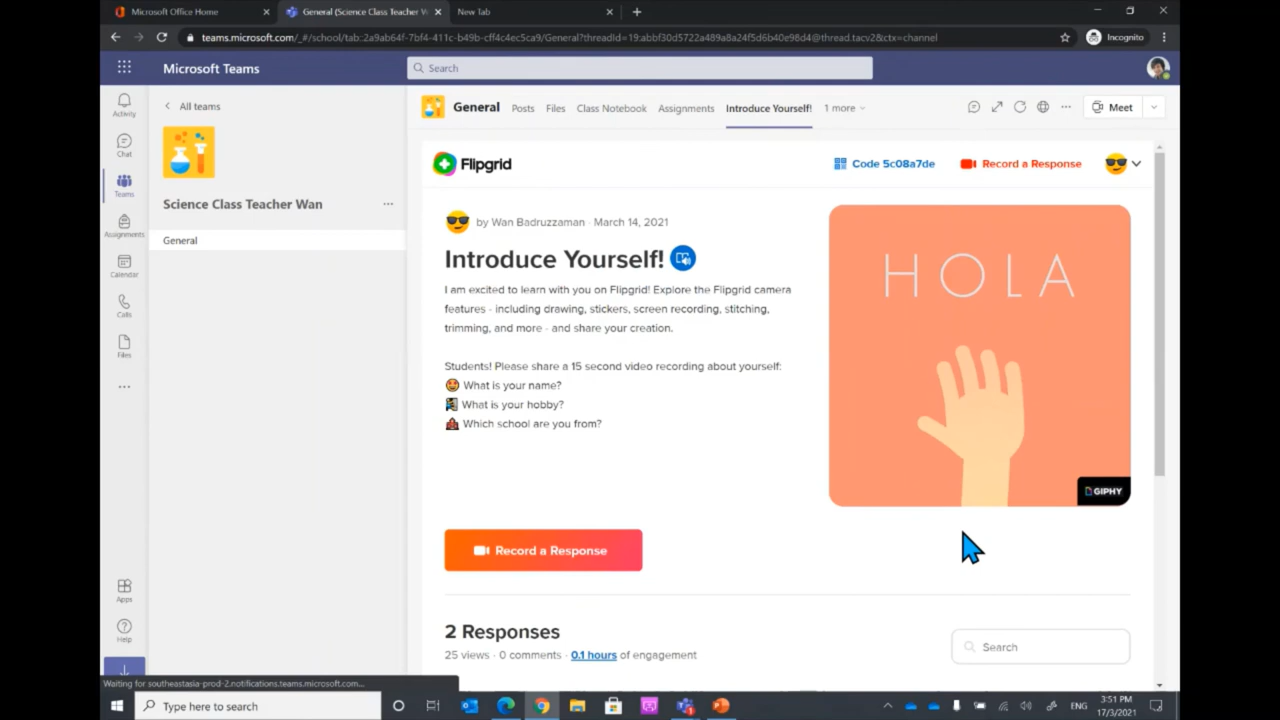 Microsoft Office Home
General (Science Class Teacher W
New Tab
teams.microsoft.com/_#/school/tab:2a9ab64f-7bf4-411c-b49b-cff4c4ec5ca9/General?threadId=19:abbf30d5722a489a8a24f5d6b40e98d4@thread.tacv2&ctx=channel
Incognito
Microsoft Teams
Search
Activity
Chat
Teams
Assignments
Calendar
Calls
Files
Apps
Help
All teams
Science Class Teacher Wan
General
General
Posts
Files
Class Notebook
Assignments
Introduce Yourself!
1 more
Meet
Flipgrid
Code 5c08a7de
Record a Response
by Wan Badruzzaman · March 14, 2021
Introduce Yourself!
I am excited to learn with you on Flipgrid! Explore the Flipgrid camera
features - including drawing, stickers, screen recording, stitching,
trimming, and more - and share your creation.
Students! Please share a 15 second video recording about yourself:
What is your name?
What is your hobby?
Which school are you from?
HOLA
GIPHY
Record a Response
2 Responses
25 views · 0 comments · 0.1 hours of engagement
Search
Waiting for southeastasia-prod-2.notifications.teams.microsoft.com...
Type here to search
ENG
3:51 PM
17/3/2021